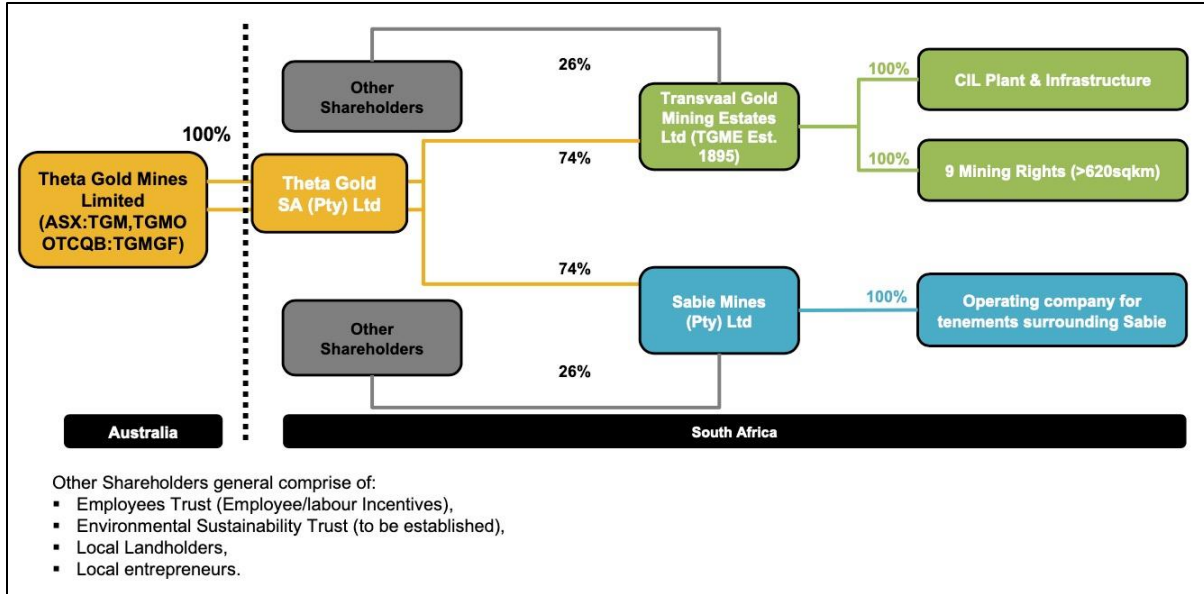 26%
Other
Shareholders
100%
CIL Plant & Infrastructure
Transvaal Gold
Mining Estates
Ltd (TGME Est.
1895)
100%
74%
100%
9 Mining Rights (>620sqkm)
Theta Gold Mines
Limited
(ASX:TGM,TGMO
OTCQB:TGMGF)
Theta Gold
SA (Pty) Ltd
74%
Sabie Mines
(Pty) Ltd
100%
Operating company for
tenements surrounding Sabie
Other
Shareholders
26%
Australia
South Africa
Other Shareholders general comprise of:
▪ Employees Trust (Employee/labour Incentives),
▪ Environmental Sustainability Trust (to be established),
▪ Local Landholders,
▪ Local entrepreneurs.